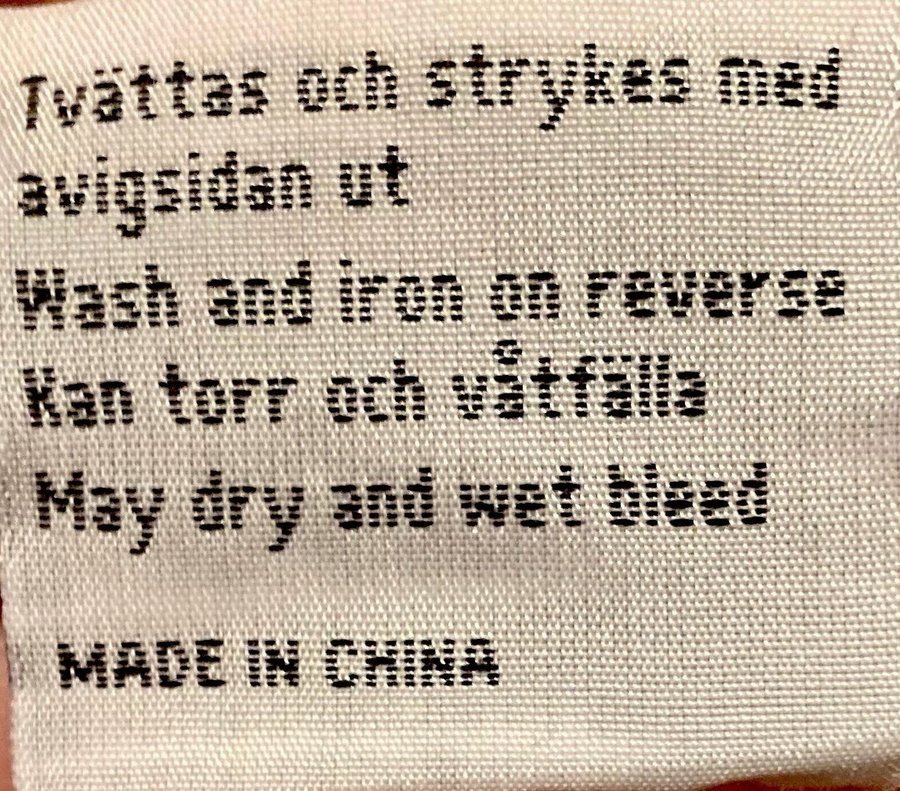 Tvättas och strykes med
avigsidan ut
Wash and iron on reverse
Kan torr och våtfälla
May dry and wet bleed
MADE IN CHINA